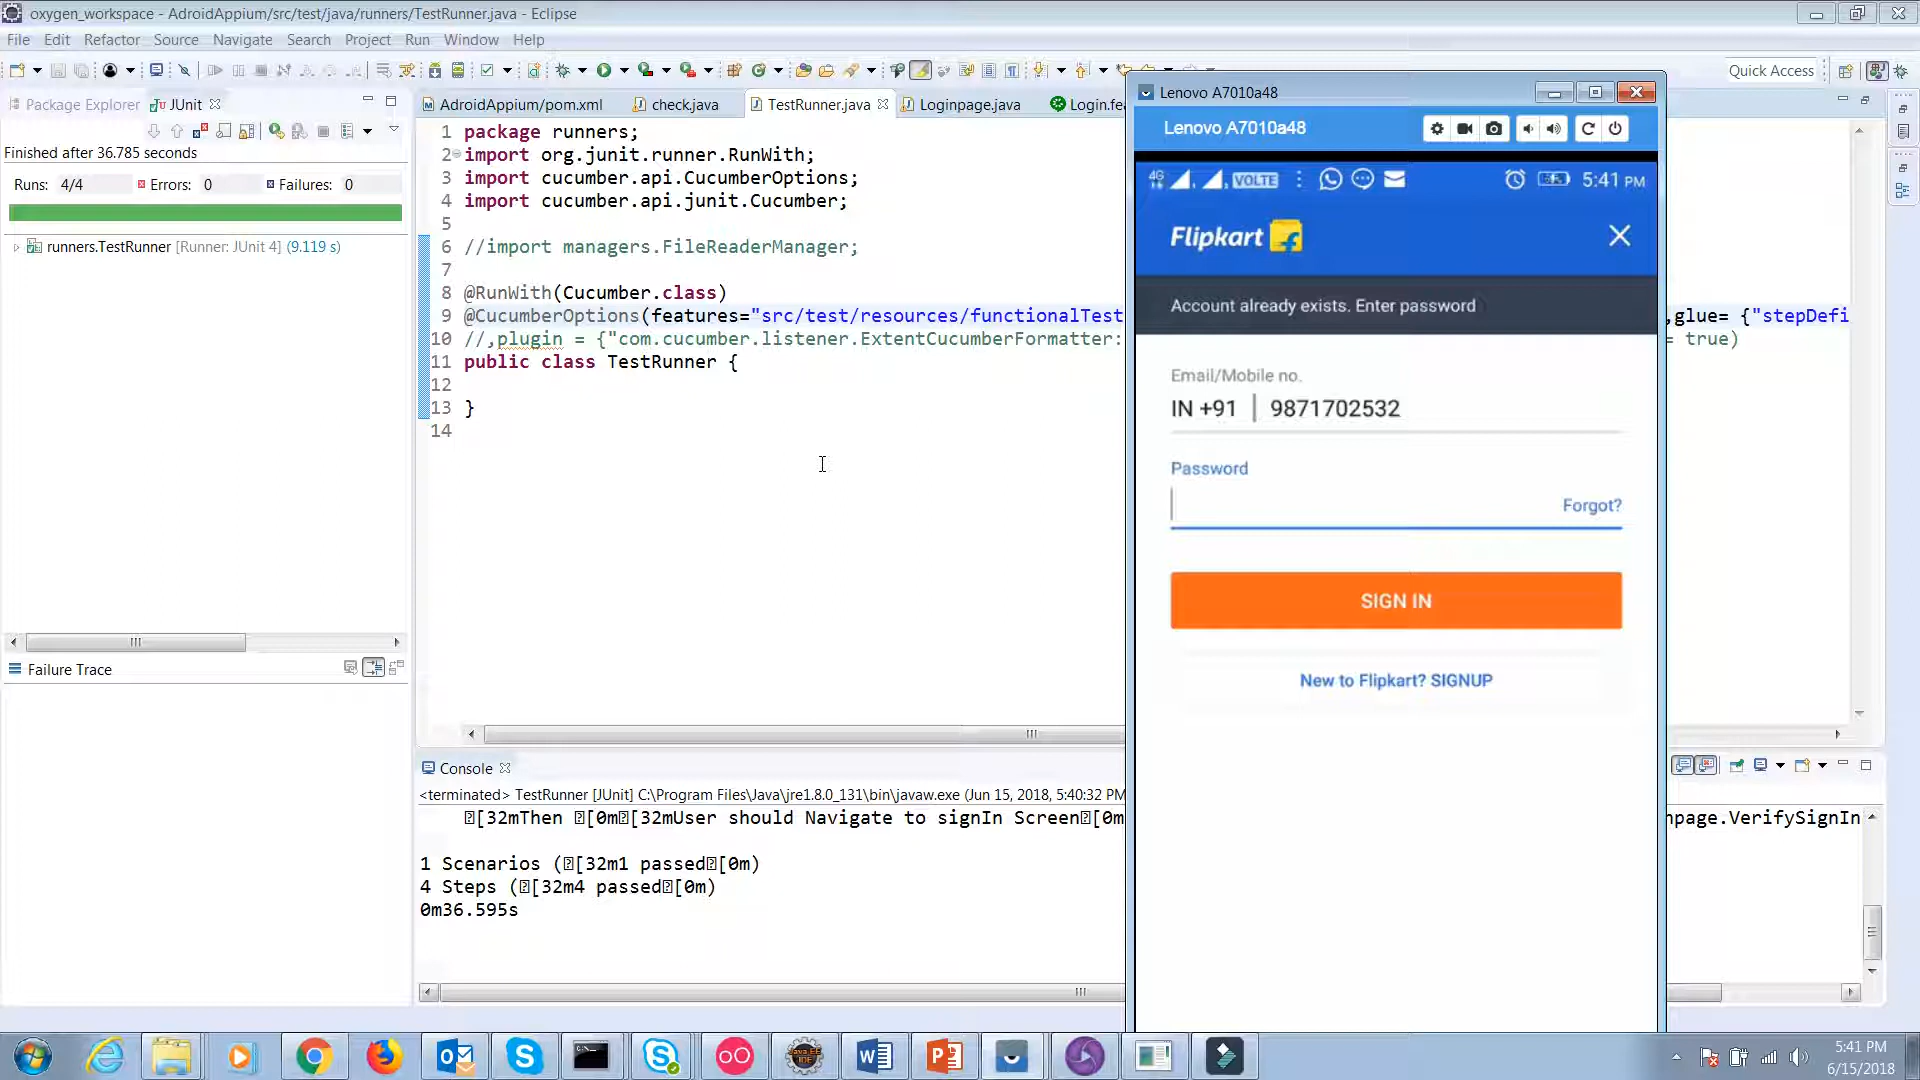 oxygen_workspace - AdroidAppium/src/test/java/runners/TestRunner.java - Eclipse
File Edit Refactor Source Navigate Search Project Run Window Help
Quick Access
Package Explorer JUnit
Finished after 36.785 seconds
Runs: 4/4 Errors: 0 Failures: 0
runners.TestRunner [Runner: JUnit 4] (9.119 s)
Failure Trace
AdroidAppium/pom.xml check.java TestRunner.java Loginpage.java Login.fea
1 package runners;
2 import org.junit.runner.RunWith;
3 import cucumber.api.CucumberOptions;
4 import cucumber.api.junit.Cucumber;
5
6 //import managers.FileReaderManager;
7
8 @RunWith(Cucumber.class)
9 @CucumberOptions(features="src/test/resources/functionalTest ,glue= {"stepDefi
10 //,plugin = {"com.cucumber.listener.ExtentCucumberFormatter: = true)
11 public class TestRunner {
12
13 }
14
Console
<terminated> TestRunner [JUnit] C:\Program Files\Java\jre1.8.0_131\bin\javaw.exe (Jun 15, 2018, 5:40:32 PM
[32mThen [0m[32mUser should Navigate to signIn Screen[0m npage.VerifySignIn
1 Scenarios ([32m1 passed[0m)
4 Steps ([32m4 passed[0m)
0m36.595s
Lenovo A7010a48
Lenovo A7010a48
4G VOLTE 5:41 PM
Flipkart
Account already exists. Enter password
Email/Mobile no.
IN +91 9871702532
Password
Forgot?
SIGN IN
New to Flipkart? SIGNUP
5:41 PM
6/15/2018